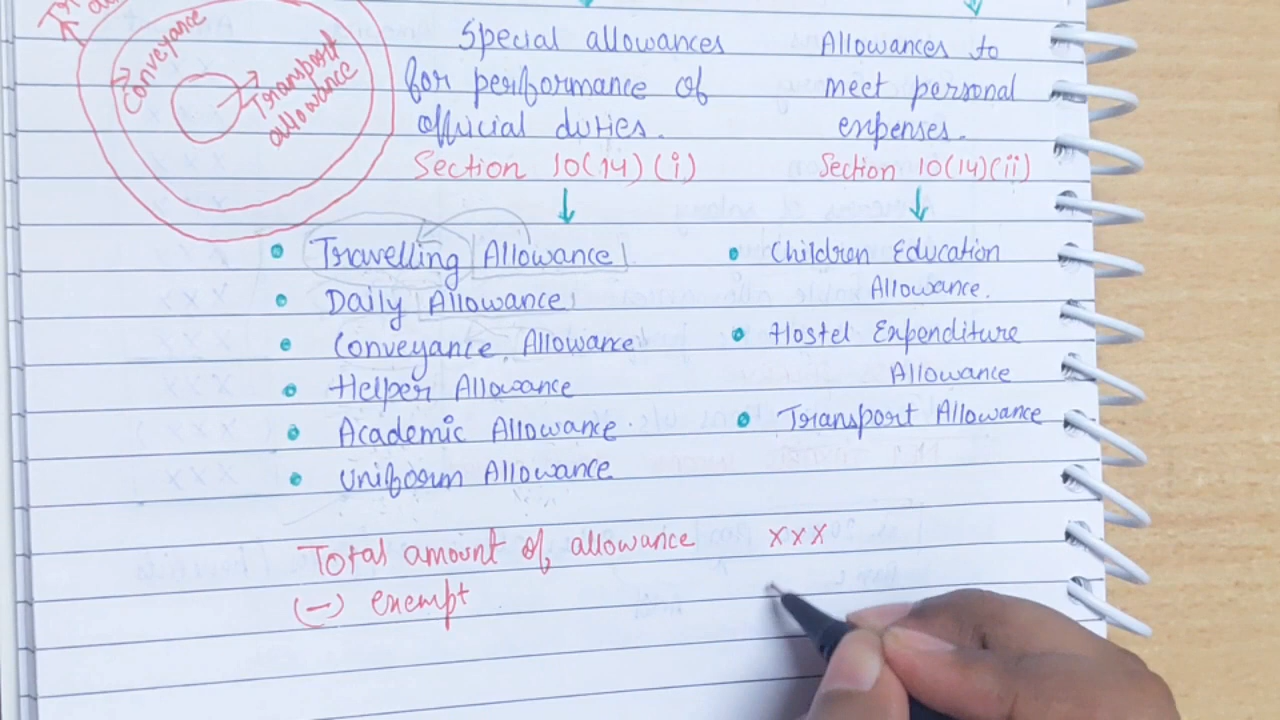 Conveyance
Transport
allowance
Special allowances
for performance of
official duties.
Section 10(14) (i)
Allowances to
meet personal
expenses.
Section 10(14)(ii)
• Travelling Allowance
• Daily Allowance
• Conveyance Allowance
• Helper Allowance
• Academic Allowance
• Uniform Allowance
• Children Education
Allowance.
• Hostel Expenditure
Allowance
• Transport Allowance
Total amount of allowance xxx
(-) exempt